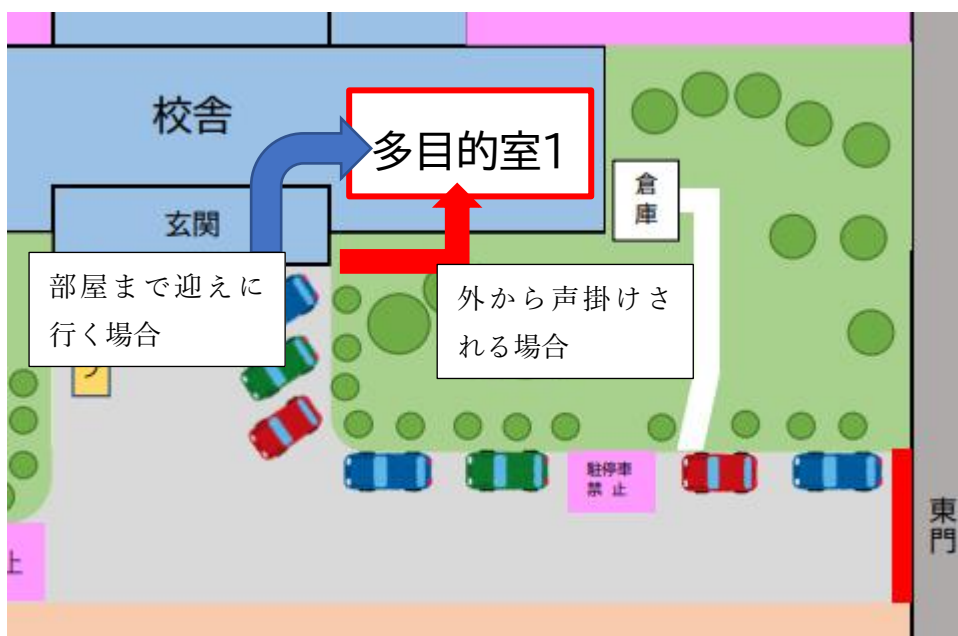 校舎
多目的室1
倉
庫
玄関
部屋まで迎えに
行く場合
外から声掛けさ
れる場合
駐停車
禁止
東
門
止